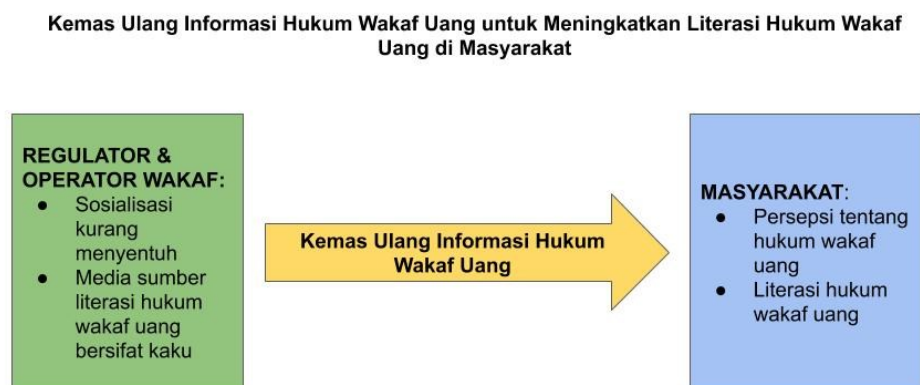 Kemas Ulang Informasi Hukum Wakaf Uang untuk Meningkatkan Literasi Hukum Wakaf
Uang di Masyarakat
REGULATOR &
OPERATOR WAKAF:
● Sosialisasi
kurang
menyentuh
● Media sumber
literasi hukum
wakaf uang
bersifat kaku
Kemas Ulang Informasi Hukum
Wakaf Uang
MASYARAKAT:
● Persepsi tentang
hukum wakaf
uang
● Literasi hukum
wakaf uang